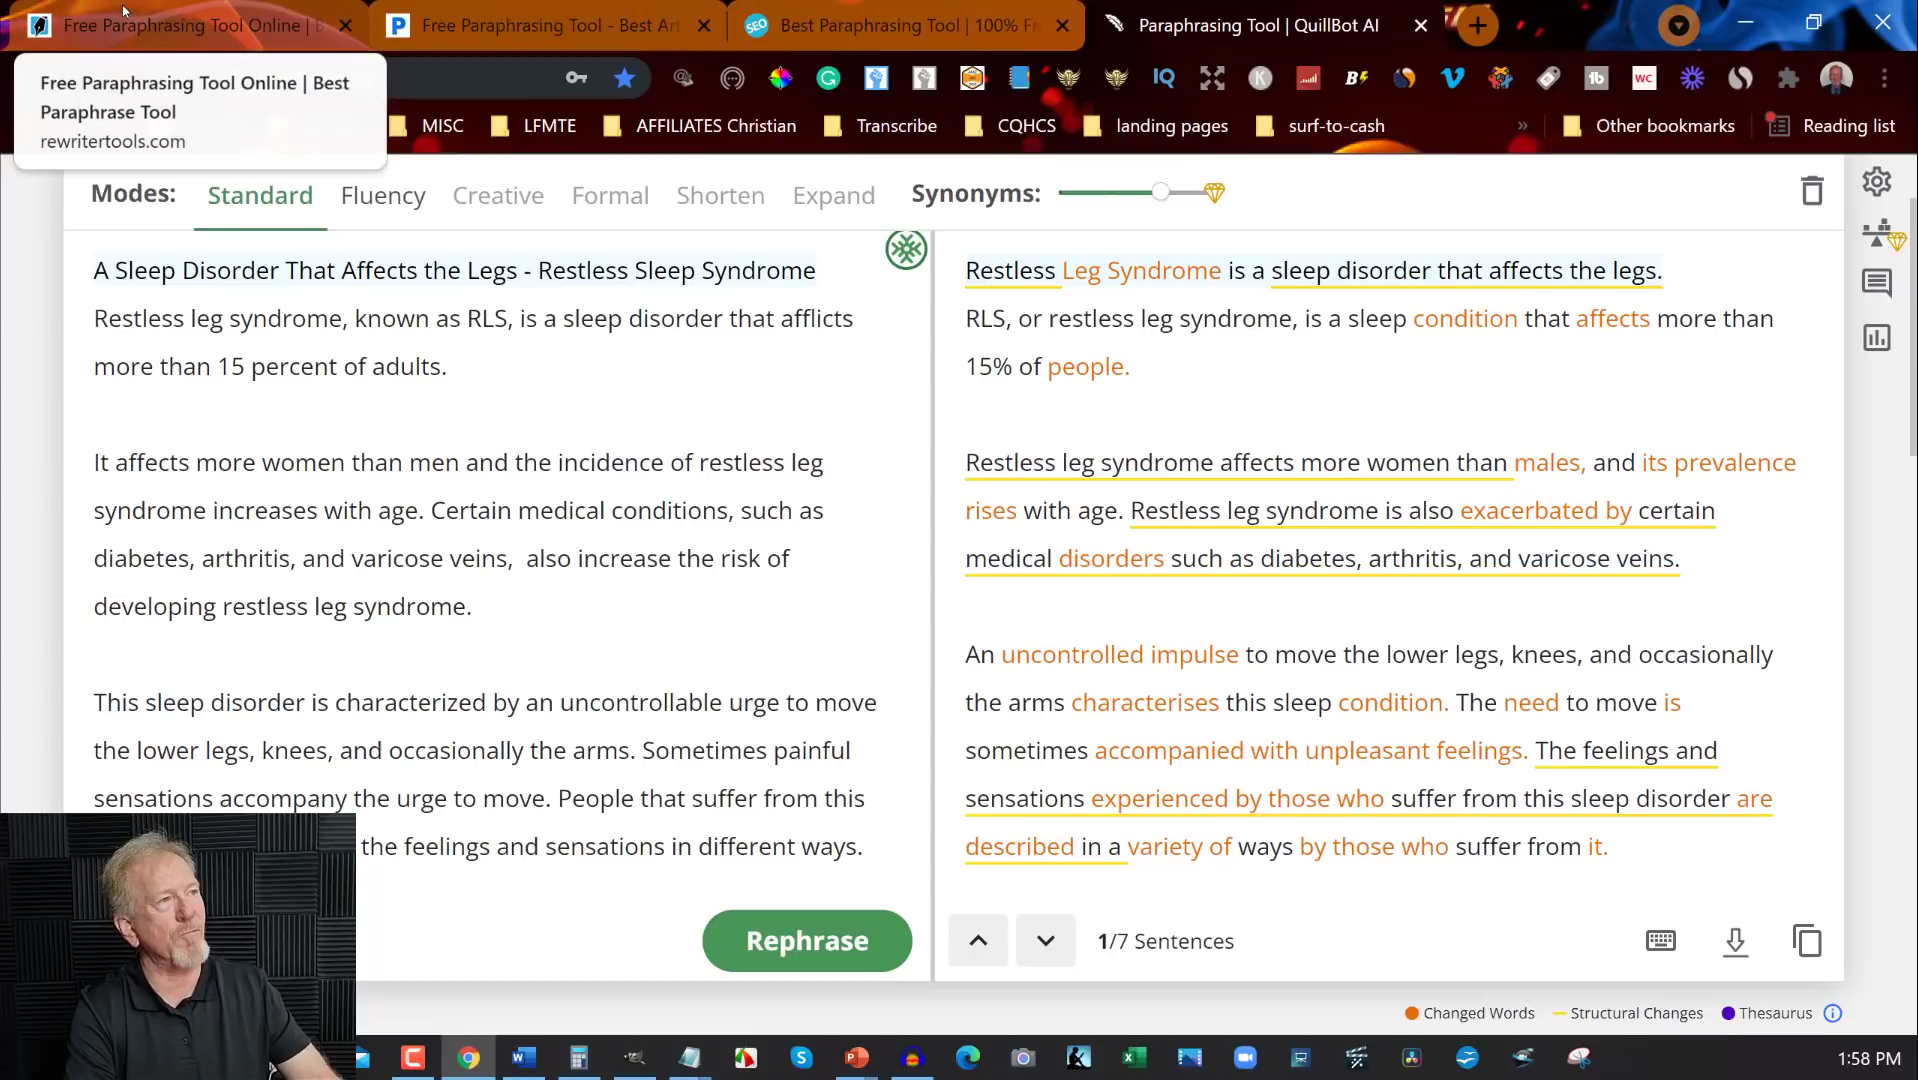 Free Paraphrasing Tool Online | B
Free Paraphrasing Tool - Best Art
Best Paraphrasing Tool | 100% Fr
Paraphrasing Tool | QuillBot AI
Free Paraphrasing Tool Online | Best
Paraphrase Tool
rewritertools.com
MISC
LFMTE
AFFILIATES Christian
Transcribe
CQHCS
landing pages
surf-to-cash
»
Other bookmarks
Reading list
Modes:
Standard
Fluency
Creative
Formal
Shorten
Expand
Synonyms:
A Sleep Disorder That Affects the Legs - Restless Sleep Syndrome
Restless leg syndrome, known as RLS, is a sleep disorder that afflicts
more than 15 percent of adults.
It affects more women than men and the incidence of restless leg
syndrome increases with age. Certain medical conditions, such as
diabetes, arthritis, and varicose veins,  also increase the risk of
developing restless leg syndrome.
This sleep disorder is characterized by an uncontrollable urge to move
the lower legs, knees, and occasionally the arms. Sometimes painful
sensations accompany the urge to move. People that suffer from this
the feelings and sensations in different ways.
Rephrase
Restless Leg Syndrome is a sleep disorder that affects the legs.
RLS, or restless leg syndrome, is a sleep condition that affects more than
15% of people.
Restless leg syndrome affects more women than males, and its prevalence
rises with age. Restless leg syndrome is also exacerbated by certain
medical disorders such as diabetes, arthritis, and varicose veins.
An uncontrolled impulse to move the lower legs, knees, and occasionally
the arms characterises this sleep condition. The need to move is
sometimes accompanied with unpleasant feelings. The feelings and
sensations experienced by those who suffer from this sleep disorder are
described in a variety of ways by those who suffer from it.
1/7 Sentences
Changed Words
Structural Changes
Thesaurus
1:58 PM